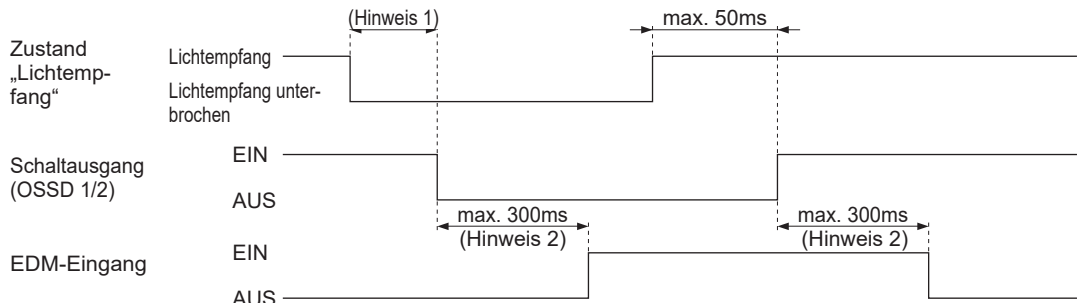 (Hinweis 1)
max. 50ms
Zustand
„Lichtemp-
fang“
Lichtempfang
Lichtempfang unter-
brochen
Schaltausgang
(OSSD 1/2)
EIN
AUS
max. 300ms
(Hinweis 2)
max. 300ms
(Hinweis 2)
EDM-Eingang
EIN
AUS